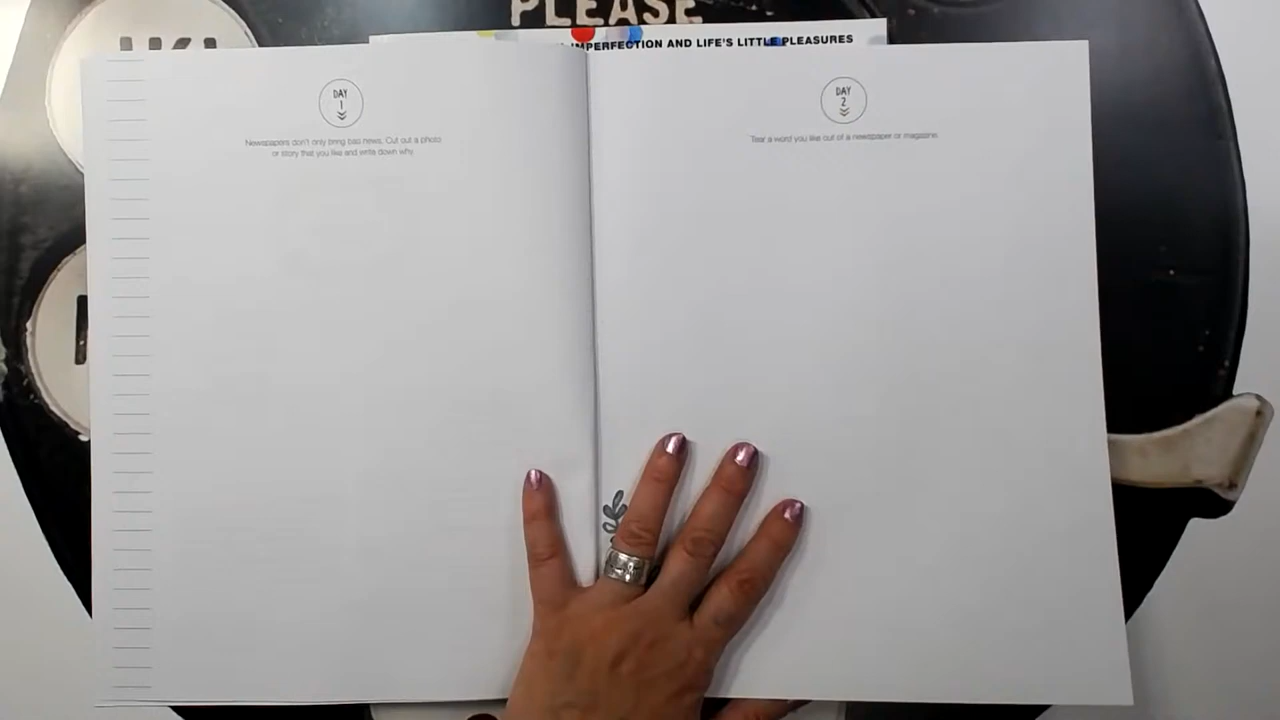 PLEASE
IMPERFECTION AND LIFE'S LITTLE PLEASURES
DAY
1
Newspapers don't only bring bad news. Cut out a photo
or story that you like and write down why.
DAY
2
Tear a word you like out of a newspaper or magazine.